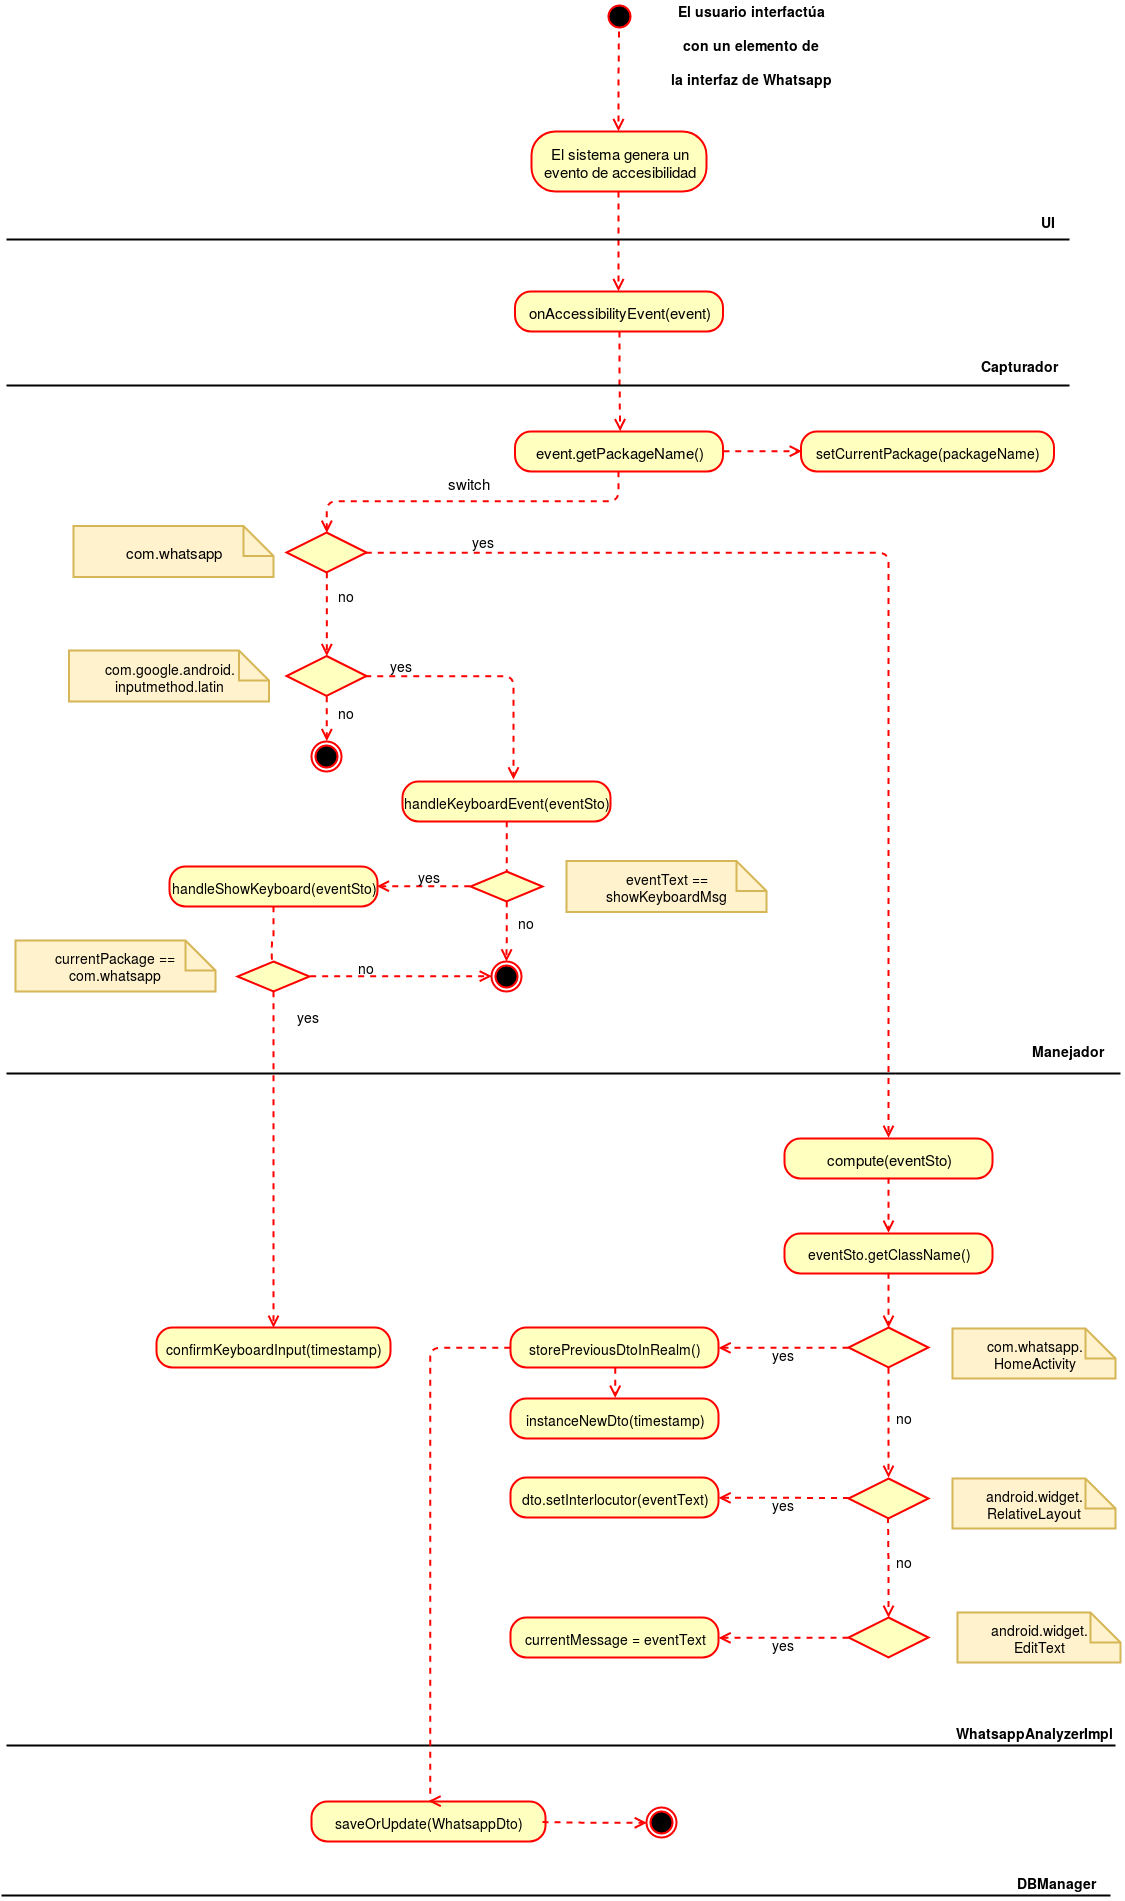 El usuario interfactúa
con un elemento de
la interfaz de Whatsapp
El sistema genera un
evento de accesibilidad
UI
onAccessibilityEvent(event)
Capturador
event.getPackageName()
setCurrentPackage(packageName)
switch
com.whatsapp
yes
no
com.google.android.
inputmethod.latin
yes
no
handleKeyboardEvent(eventSto)
handleShowKeyboard(eventSto)
yes
eventText ==
showKeyboardMsg
no
currentPackage ==
com.whatsapp
no
yes
Manejador
compute(eventSto)
eventSto.getClassName()
confirmKeyboardInput(timestamp)
storePreviousDtoInRealm()
yes
com.whatsapp.
HomeActivity
instanceNewDto(timestamp)
no
dto.setInterlocutor(eventText)
yes
android.widget.
RelativeLayout
no
currentMessage = eventText
yes
android.widget.
EditText
WhatsappAnalyzerImpl
saveOrUpdate(WhatsappDto)
DBManager